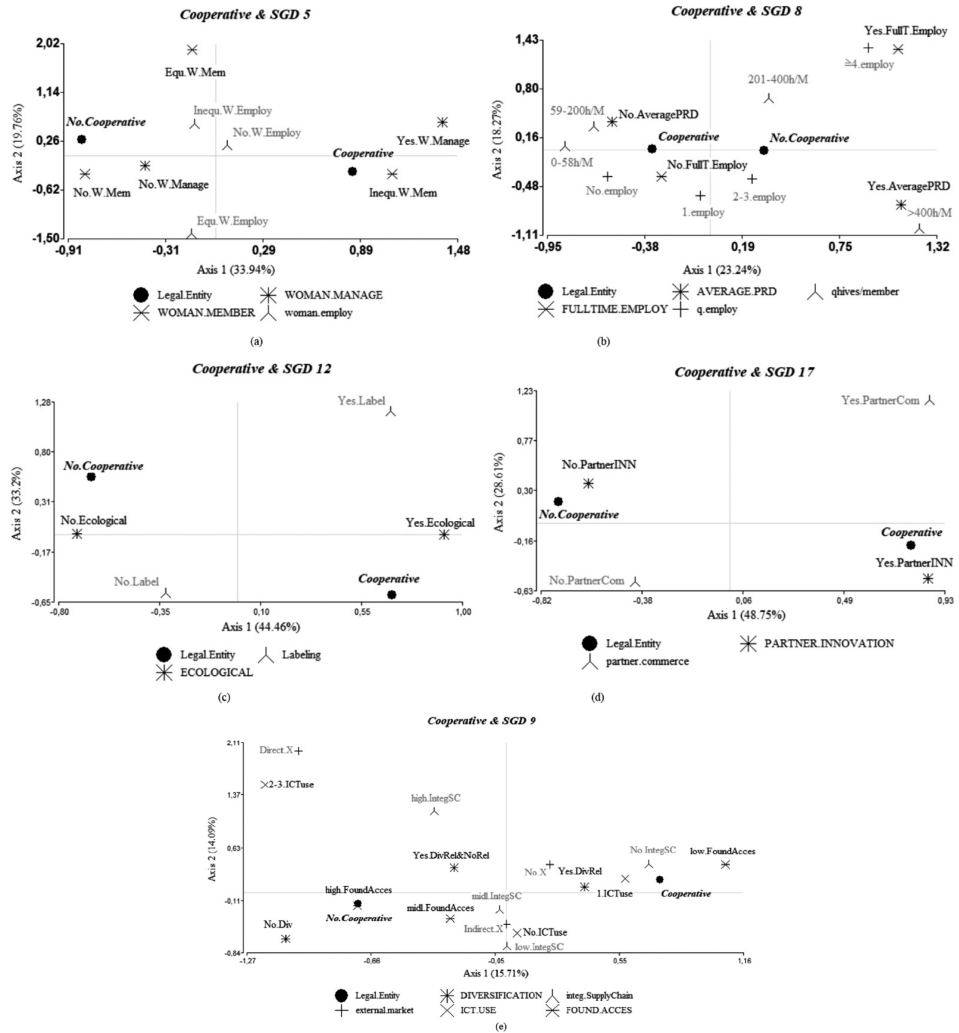 Cooperative & SGD 5
2,02
1,14
0,26
-0,62
-1,50
Axis 2 (19.76%)
Equ.W.Mem
Inequ.W.Employ
No.W.Employ
Yes.W.Manage
No.Cooperative
Cooperative
No.W.Mem
No.W.Manage
Inequ.W.Mem
Equ.W.Employ
-0,91 -0,31 0,29 0,89 1,48
Axis 1 (33.94%)
Legal.Entity WOMAN.MANAGE
WOMAN.MEMBER woman.employ
(a)
Cooperative & SGD 8
1,43
0,80
0,16
-0,48
-1,11
Axis 2 (18.27%)
Yes.FullT.Employ
≥4.employ
201-400h/M
59-200h/M
No.AveragePRD
Cooperative
No.Cooperative
0-58h/M
No.FullT.Employ
No.employ
2-3.employ
1.employ
Yes.AveragePRD
>400h/M
-0,95 -0,38 0,19 0,75 1,32
Axis 1 (23.24%)
Legal.Entity AVERAGE.PRD qhives/member
FULLTIME.EMPLOY q.employ
(b)
Cooperative & SGD 12
1,28
0,80
0,31
-0,17
-0,65
Axis 2 (33.2%)
Yes.Label
No.Cooperative
No.Ecological
Yes.Ecological
No.Label
Cooperative
-0,80 -0,35 0,10 0,55 1,00
Axis 1 (44.46%)
Legal.Entity Labeling
ECOLOGICAL
(c)
Cooperative & SGD 17
1,23
0,77
0,30
-0,16
-0,63
Axis 2 (28.61%)
Yes.PartnerCom
No.PartnerINN
No.Cooperative
Cooperative
No.PartnerCom
Yes.PartnerINN
-0,82 -0,38 0,06 0,49 0,93
Axis 1 (48.75%)
Legal.Entity PARTNER.INNOVATION
partner.commerce
(d)
Cooperative & SGD 9
2,11
1,37
0,63
-0,11
-0,84
Axis 2 (14.09%)
Direct.X
2-3.ICTuse
high.IntegSC
Yes.DivRel&NoRel
No.X
Yes.DivRel
No.IntegSC
low.FoundAcces
1.ICTuse
Cooperative
high.FoundAcces
No.Cooperative
midl.FoundAcces
midl.IntegSC
Indirect.X
No.ICTuse
No.Div
low.IntegSC
-1,27 -0,66 -0,05 0,55 1,16
Axis 1 (15.71%)
Legal.Entity DIVERSIFICATION integ.SupplyChain
external.market ICT.USE FOUND.ACCES
(e)